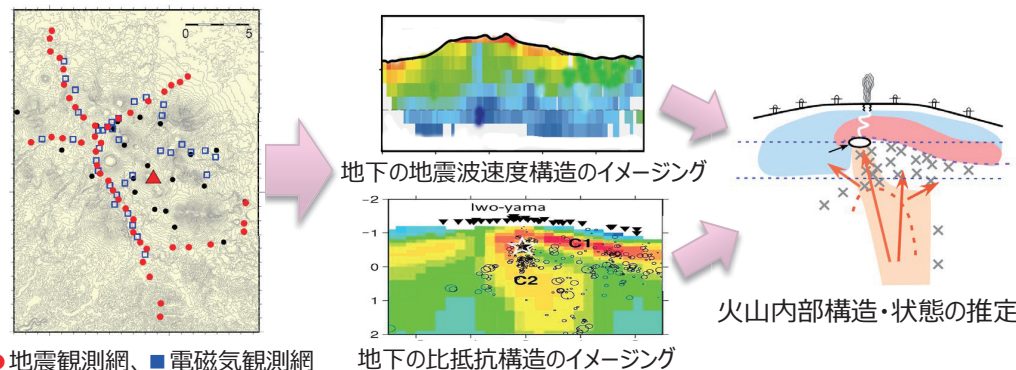 0 5
地下の地震波速度構造のイメージング
Iwo-yama
-2
-1
0
1
2
C1
C2
地下の比抵抗構造のイメージング
火山内部構造・状態の推定
●地震観測網、■電磁気観測網